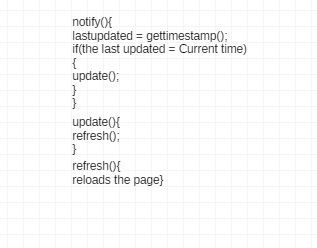 notify(){
lastupdated = gettimestamp();
if(the last updated = Current time)
{
update();
}
}
update(){
refresh();
}
refresh(){
reloads the page}